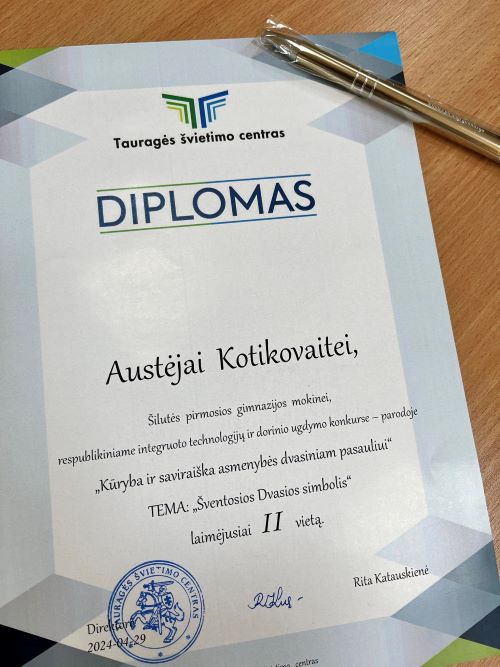 Tauragės švietimo centras
DIPLOMAS
Austėjai Kotikovaitei,
Šilutės pirmosios gimnazijos mokinei,
respublikiniame integruoto technologijų ir dorinio ugdymo konkurse – parodoje
„Kūryba ir saviraiška asmenybės dvasiniam pasauliui“
TEMA: „Šventosios Dvasios simbolis“
laimėjusiai II vietą.
TAURAGĖS ŠVIETIMO CENTRAS
Rita Katauskienė
2024-04-29
centras